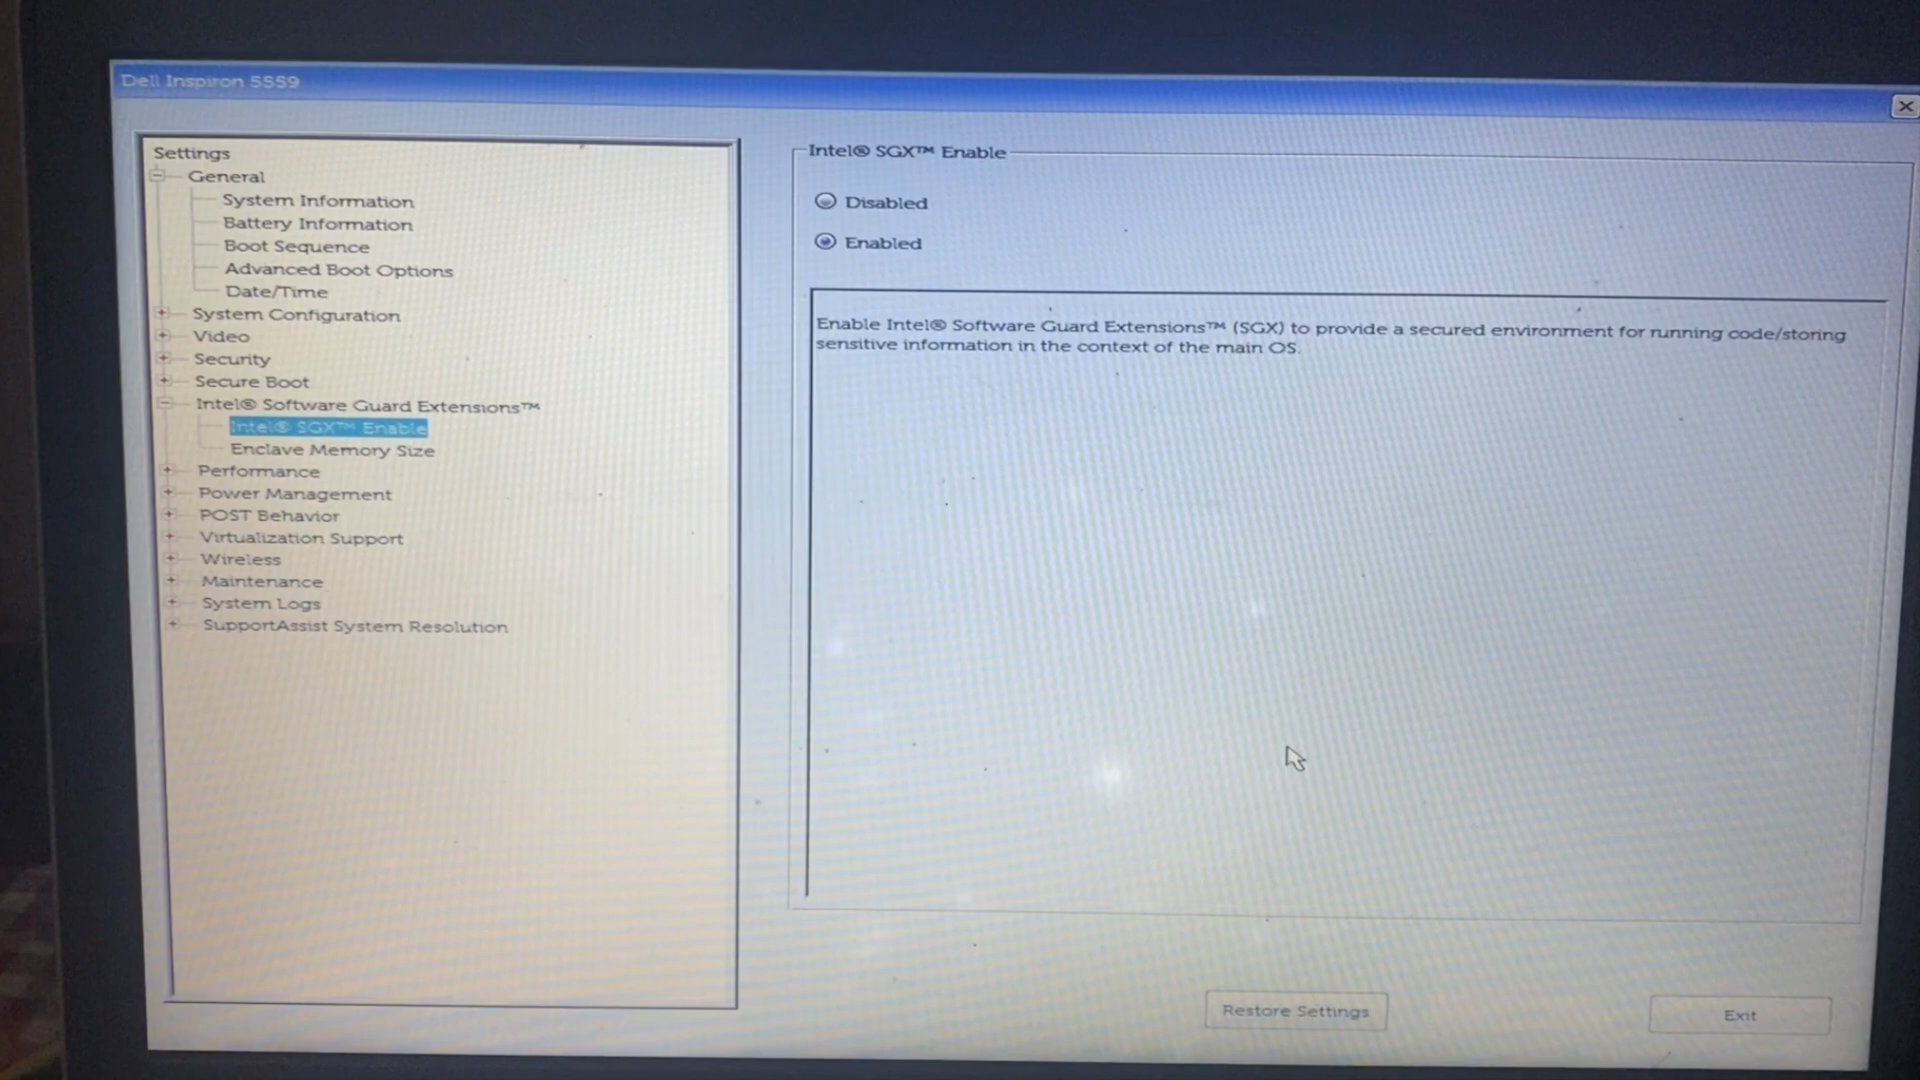 Dell Inspiron 5559
Settings
General
System Information
Battery Information
Boot Sequence
Advanced Boot Options
Date/Time
System Configuration
Video
Security
Secure Boot
Intel® Software Guard Extensions™
Intel® SGX™ Enable
Enclave Memory Size
Performance
Power Management
POST Behavior
Virtualization Support
Wireless
Maintenance
System Logs
SupportAssist System Resolution
Intel® SGX™ Enable
Disabled
Enabled
Enable Intel® Software Guard Extensions™ (SGX) to provide a secured environment for running code/storing
sensitive information in the context of the main OS.
Restore Settings
Exit